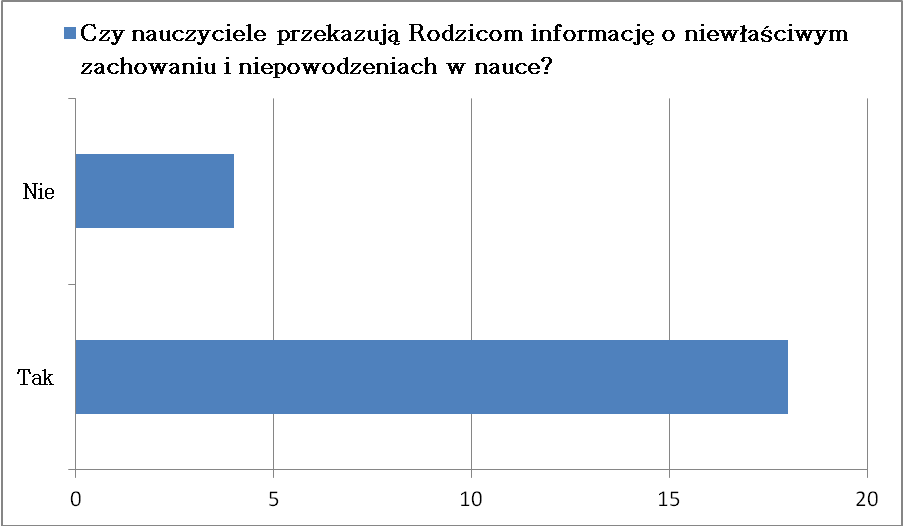 Czy nauczyciele przekazują Rodzicom informację o niewłaściwym
zachowaniu i niepowodzeniach w nauce?
Nie
Tak
0 5 10 15 20